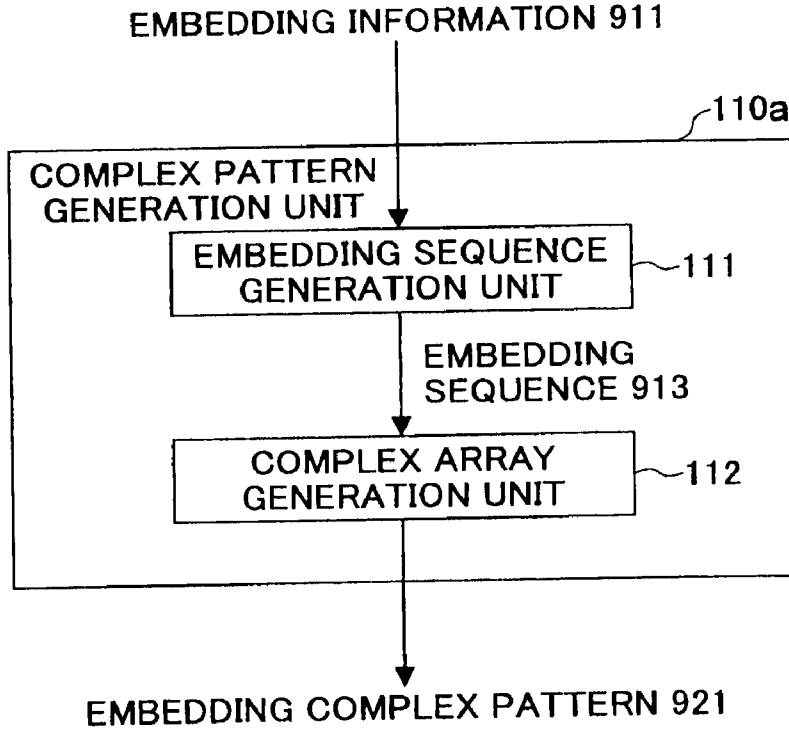 EMBEDDING INFORMATION 911
110a
COMPLEX PATTERN
GENERATION UNIT
EMBEDDING SEQUENCE
GENERATION UNIT
111
EMBEDDING
SEQUENCE 913
COMPLEX ARRAY
GENERATION UNIT
112
EMBEDDING COMPLEX PATTERN 921